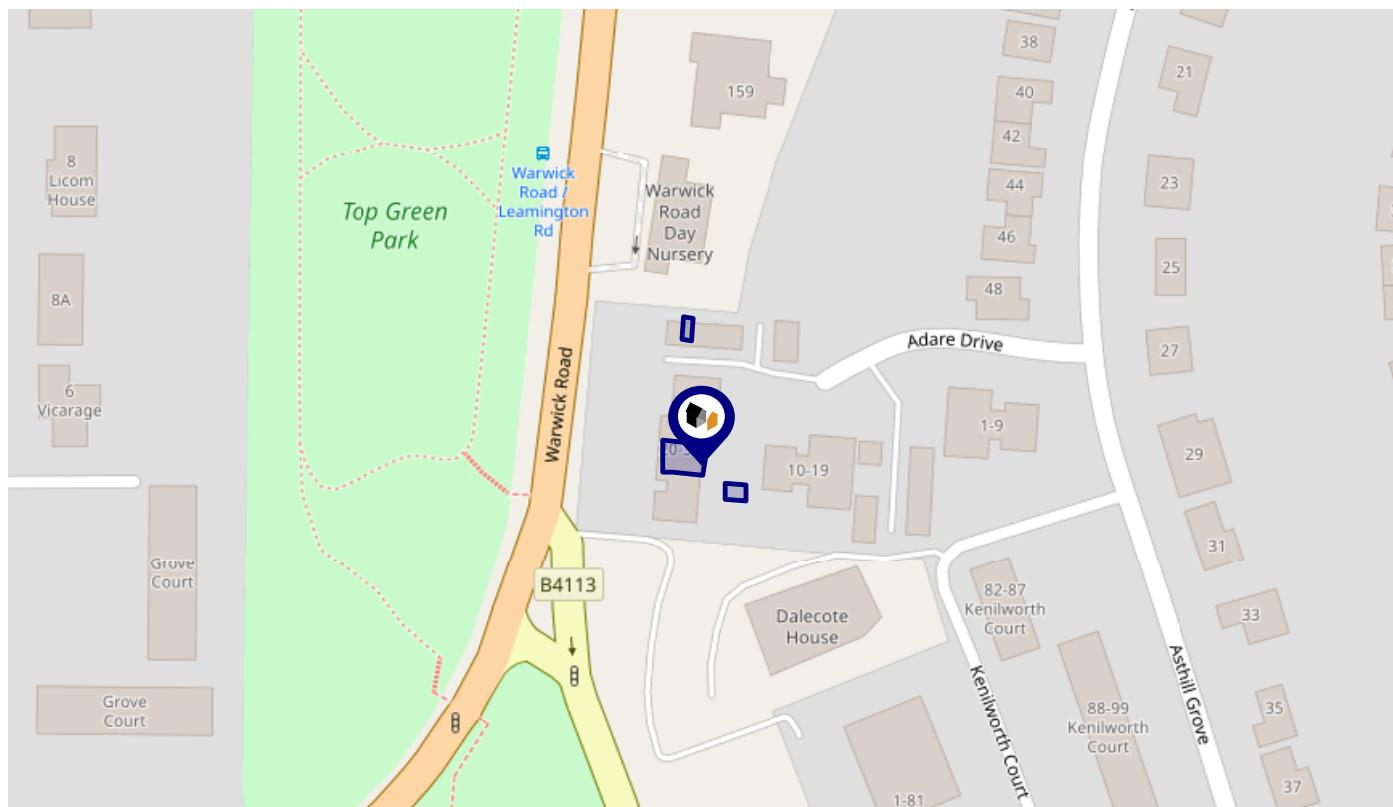 38
21
159
40
42
8
Licom
House
Warwick
Road /
Leamington
Rd
Warwick
Road
Day
Nursery
44
23
Top Green
Park
46
25
48
8A
Adare Drive
27
Warwick Road
6
Vicarage
1-9
10-19
29
31
Grove
Court
B4113
82-87
Kenilworth
Court
Dalecote
House
33
Kenilworth Court
Asthill Grove
Grove
Court
88-99
Kenilworth
Court
35
37
1-81